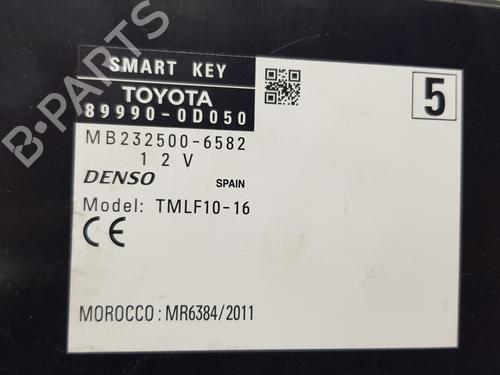 SMART KEY
TOYOTA
89990-0D050
5
MB232500-6582
12V
DENSO
SPAIN
Model: TMLF10-16
CE
MOROCCO: MR6384/2011
B-PARTS